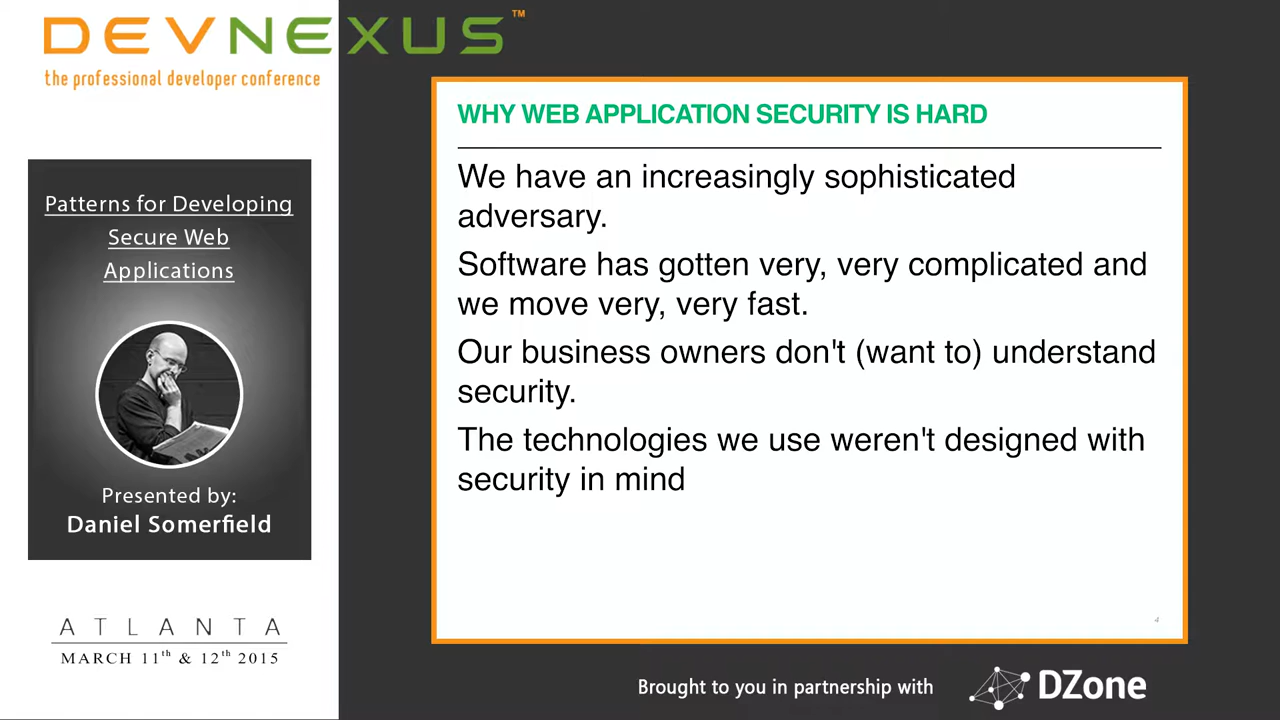 DEVNEXUS™
the professional developer conference
Patterns for Developing
Secure Web
Applications
Presented by:
Daniel Somerfield
ATLANTA
MARCH 11th & 12th 2015
WHY WEB APPLICATION SECURITY IS HARD
We have an increasingly sophisticated
adversary.
Software has gotten very, very complicated and
we move very, very fast.
Our business owners don't (want to) understand
security.
The technologies we use weren't designed with
security in mind
4
Brought to you in partnership with
DZone